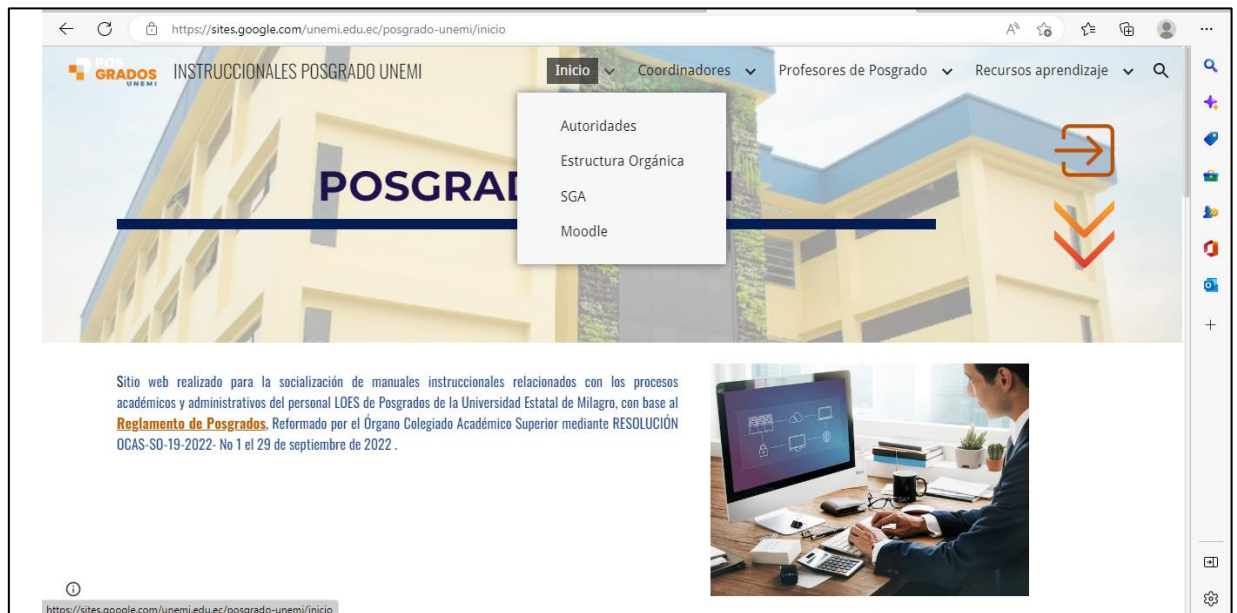 https://sites.google.com/unemi.edu.ec/posgrado-unemi/inicio
POS
GRADOS
UNEMI
INSTRUCCIONALES POSGRADO UNEMI
Inicio Coordinadores Profesores de Posgrado Recursos aprendizaje
Autoridades
Estructura Orgánica
SGA
Moodle
POSGRAD
Sitio web realizado para la socialización de manuales instruccionales relacionados con los procesos
académicos y administrativos del personal LOES de Posgrados de la Universidad Estatal de Milagro, con base al
Reglamento de Posgrados, Reformado por el Órgano Colegiado Académico Superior mediante RESOLUCIÓN
OCAS-SO-19-2022- No 1 el 29 de septiembre de 2022 .
https://sites.google.com/unemi.edu.ec/posgrado-unemi/inicio